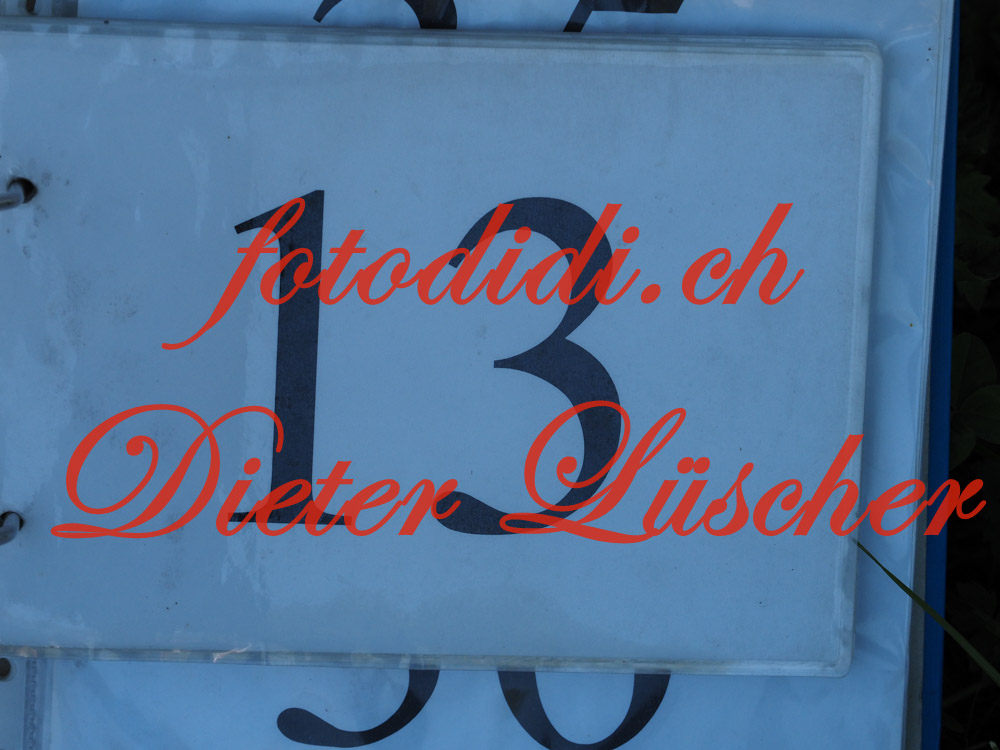 13
fotodidi.ch
Dieter Lüscher